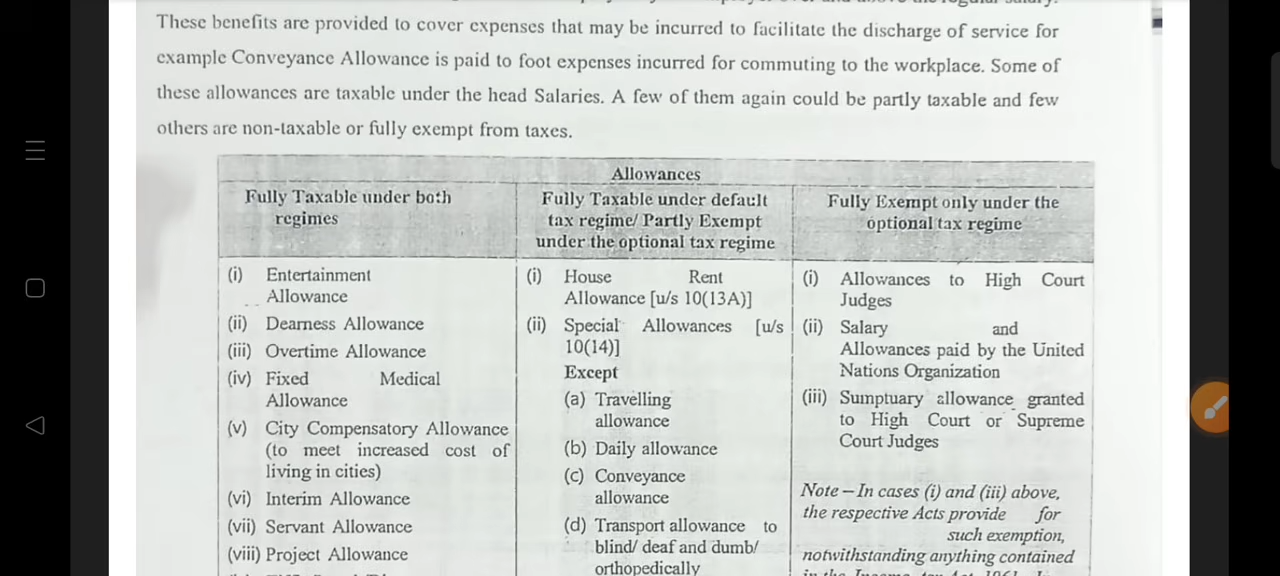 These benefits are provided to cover expenses that may be incurred to facilitate the discharge of service for
example Conveyance Allowance is paid to foot expenses incurred for commuting to the workplace. Some of
these allowances are taxable under the head Salaries. A few of them again could be partly taxable and few
others are non-taxable or fully exempt from taxes.
Allowances
Fully Taxable under both
regimes
(i) Entertainment
Allowance
(ii) Dearness Allowance
(iii) Overtime Allowance
(iv) Fixed Medical
Allowance
(v) City Compensatory Allowance
(to meet increased cost of
living in cities)
(vi) Interim Allowance
(vii) Servant Allowance
(viii) Project Allowance
Fully Taxable under default
tax regime/ Partly Exempt
under the optional tax regime
(i) House Rent
Allowance [u/s 10(13A)]
(ii) Special Allowances [u/s
10(14)]
Except
(a) Travelling
allowance
(b) Daily allowance
(c) Conveyance
allowance
(d) Transport allowance to
blind/ deaf and dumb/
orthopedically
Fully Exempt only under the
optional tax regime
(i) Allowances to High Court
Judges
(ii) Salary and
Allowances paid by the United
Nations Organization
(iii) Sumptuary allowance granted
to High Court or Supreme
Court Judges
Note – In cases (i) and (iii) above,
the respective Acts provide for
such exemption,
notwithstanding anything contained